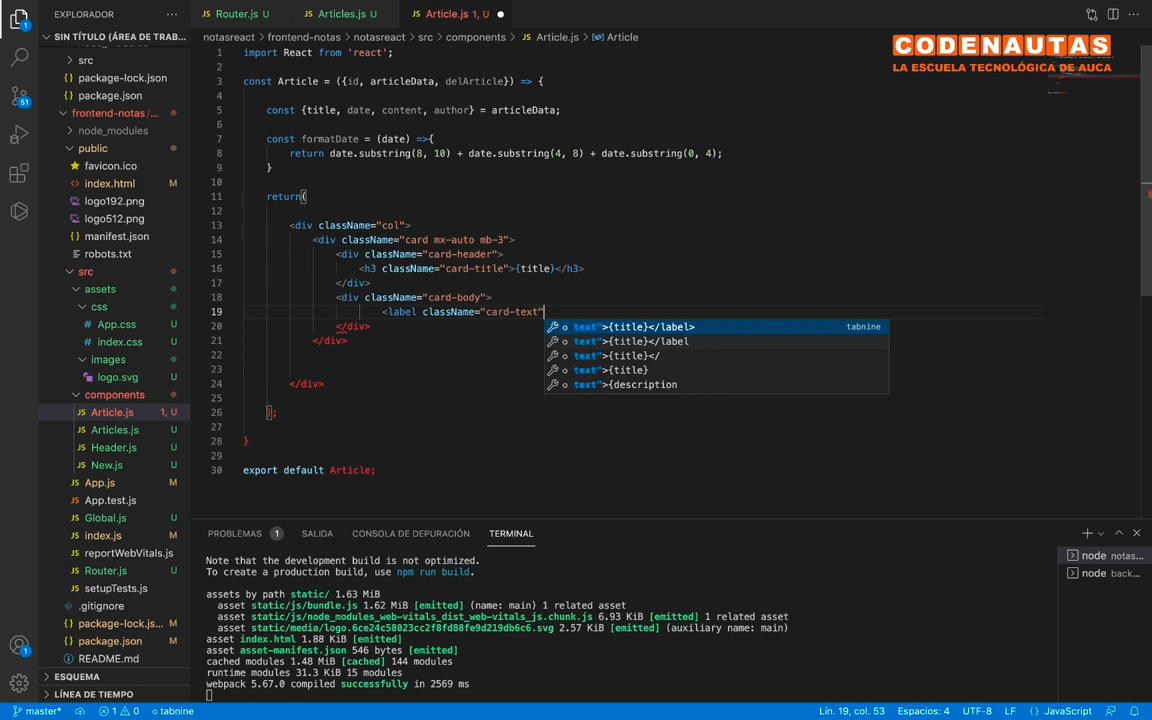 EXPLORADOR
Router.js U
Articles.js U
Article.js 1, U
SIN TÍTULO (ÁREA DE TRAB...
notasreact > frontend-notas > notasreact > src > components > JS Article.js > Article
CODENAUTAS
LA ESCUELA TECNOLÓGICA DE AUCA
node_modules
src
package-lock.json
package.json
frontend-notas/...
node_modules
public
favicon.ico
index.html M
logo192.png
logo512.png
manifest.json
robots.txt
src
assets
css
App.css U
index.css U
images
logo.svg U
components
Article.js 1, U
Articles.js U
Header.js U
New.js U
App.js M
App.test.js
Global.js U
index.js M
reportWebVitals.js
Router.js U
setupTests.js
.gitignore
package-lock.js... M
package.json M
README.md
ESQUEMA
LÍNEA DE TIEMPO
1 import React from 'react';
2
3 const Article = ({id, articleData, delArticle}) => {
4
5 const {title, date, content, author} = articleData;
6
7 const formatDate = (date) =>{
8 return date.substring(8, 10) + date.substring(4, 8) + date.substring(0, 4);
9 }
10
11 return(
12
13 <div className="col">
14 <div className="card mx-auto mb-3">
15 <div className="card-header">
16 <h3 className="card-title">{title}</h3>
17 </div>
18 <div className="card-body">
19 <label className="card-text"
20 </div>
21 </div>
22
23
24 </div>
25
26 );
27
28 }
29
30 export default Article;
text">{title}</label> tabnine
text">{title}</label
text">{title}</
text">{title}
text">{description
PROBLEMAS 1 SALIDA CONSOLA DE DEPURACIÓN TERMINAL
Note that the development build is not optimized.
To create a production build, use npm run build.
assets by path static/ 1.63 MiB
asset static/js/bundle.js 1.62 MiB [emitted] (name: main) 1 related asset
asset static/js/node_modules_web-vitals_dist_web-vitals_js.chunk.js 6.93 KiB [emitted] 1 related asset
asset static/media/logo.6ce24c58023cc2f8fd88fe9d219db6c6.svg 2.57 KiB [emitted] (auxiliary name: main)
asset index.html 1.88 KiB [emitted]
asset asset-manifest.json 546 bytes [emitted]
cached modules 1.48 MiB [cached] 144 modules
runtime modules 31.3 KiB 15 modules
webpack 5.67.0 compiled successfully in 2569 ms
node notas...
node back...
1
51
1
master* 1 0 tabnine
Lín. 19, col. 53 Espacios: 4 UTF-8 LF {} JavaScript